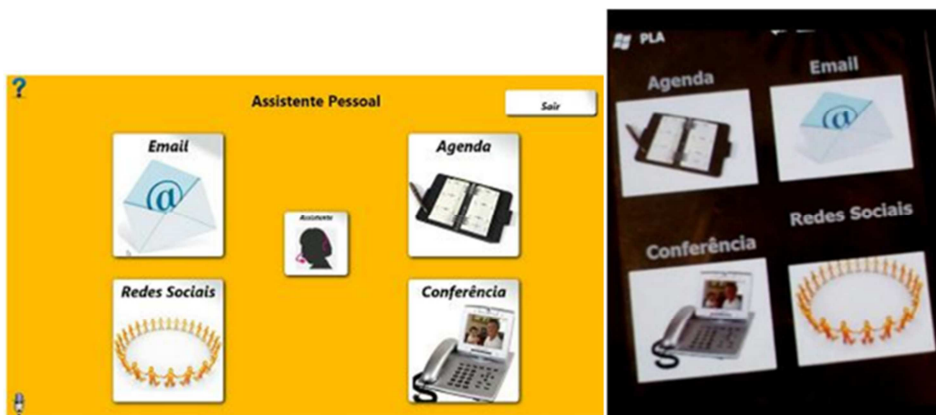 ?
Assistente Pessoal
Sair
Email
Agenda
@
Assistente
Redes Sociais
Conferência
PLA
Agenda
Email
@
Conferência
Redes Sociais